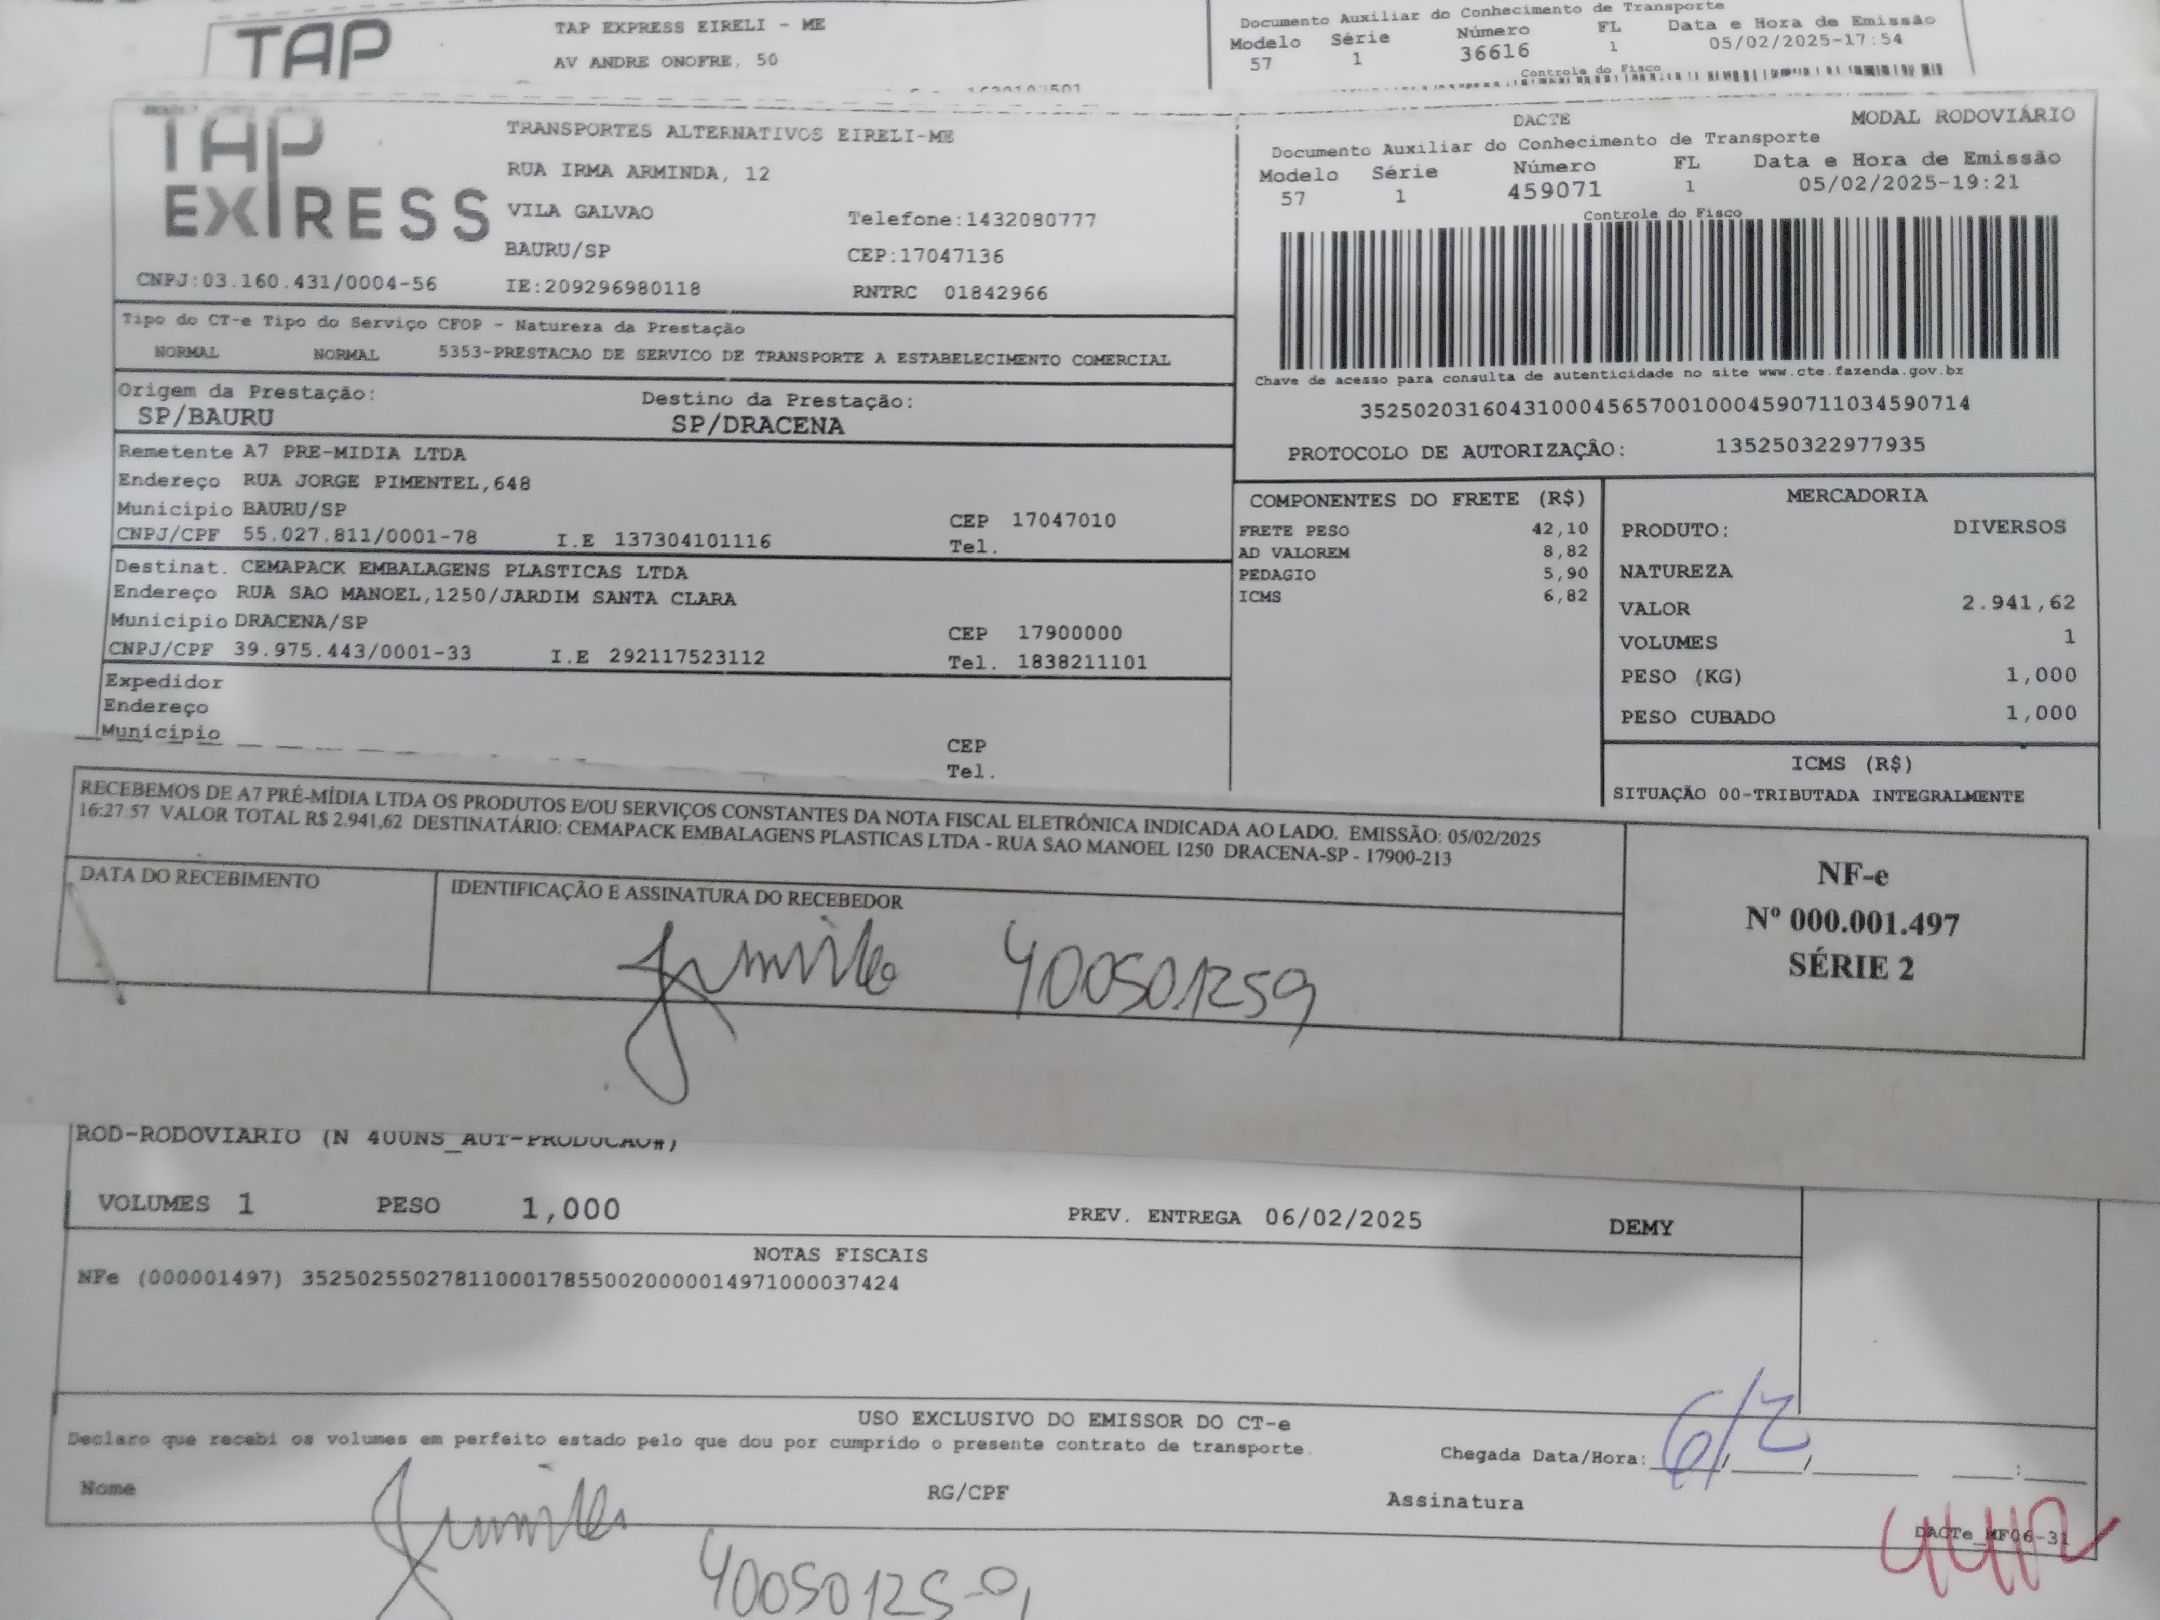 TAP
TAP EXPRESS EIRELI - ME
AV ANDRE ONOFRE, 50
Documento Auxiliar do Conhecimento de Transporte
Modelo Série Número FL Data e Hora de Emissão
57 1 36616 1 05/02/2025-17:54
Controle do Fisco
TAP EXPRESS
TRANSPORTES ALTERNATIVOS EIRELI-ME
RUA IRMA ARMINDA, 12
VILA GALVAO Telefone:1432080777
BAURU/SP CEP:17047136
CNPJ:03.160.431/0004-56 IE:209296980118 RNTRC 01842966
DACTE MODAL RODOVIÁRIO
Documento Auxiliar do Conhecimento de Transporte
Modelo Série Número FL Data e Hora de Emissão
57 1 459071 1 05/02/2025-19:21
Controle do Fisco
Chave de acesso para consulta de autenticidade no site www.cte.fazenda.gov.br
35250203160431000456570010004590711034590714
PROTOCOLO DE AUTORIZAÇÂO: 135250322977935
Tipo do CT-e Tipo do Serviço CFOP - Natureza da Prestação
NORMAL NORMAL 5353-PRESTACAO DE SERVICO DE TRANSPORTE A ESTABELECIMENTO COMERCIAL
Origem da Prestação: Destino da Prestação:
SP/BAURU SP/DRACENA
Remetente A7 PRE-MIDIA LTDA
Endereço RUA JORGE PIMENTEL,648
Município BAURU/SP CEP 17047010
CNPJ/CPF 55.027.811/0001-78 I.E 137304101116 Tel.
Destinat. CEMAPACK EMBALAGENS PLASTICAS LTDA
Endereço RUA SAO MANOEL,1250/JARDIM SANTA CLARA
Município DRACENA/SP CEP 17900000
CNPJ/CPF 39.975.443/0001-33 I.E 292117523112 Tel. 1838211101
Expedidor
Endereço
Município CEP
Tel.
COMPONENTES DO FRETE (R$)
FRETE PESO 42,10
AD VALOREM 8,82
PEDAGIO 5,90
ICMS 6,82
MERCADORIA
PRODUTO: DIVERSOS
NATUREZA
VALOR 2.941,62
VOLUMES 1
PESO (KG) 1,000
PESO CUBADO 1,000
ICMS (R$)
SITUAÇÃO 00-TRIBUTADA INTEGRALMENTE
RECEBEMOS DE A7 PRÉ-MÍDIA LTDA OS PRODUTOS E/OU SERVIÇOS CONSTANTES DA NOTA FISCAL ELETRÔNICA INDICADA AO LADO. EMISSÃO: 05/02/2025
16:27:57 VALOR TOTAL R$ 2.941,62 DESTINATÁRIO: CEMAPACK EMBALAGENS PLASTICAS LTDA - RUA SAO MANOEL 1250 DRACENA-SP - 17900-213
DATA DO RECEBIMENTO IDENTIFICAÇÃO E ASSINATURA DO RECEBEDOR
400501259
NF-e
Nº 000.001.497
SÉRIE 2
ROD-RODOVIARIO (N 400NS_AUT-PRODUCAO#)
VOLUMES 1 PESO 1,000 PREV. ENTREGA 06/02/2025 DEMY
NOTAS FISCAIS
NFe (000001497) 35250255027811000178550020000014971000037424
USO EXCLUSIVO DO EMISSOR DO CT-e
Declaro que recebi os volumes em perfeito estado pelo que dou por cumprido o presente contrato de transporte.
Chegada Data/Hora: 6/2
Nome RG/CPF Assinatura
DACTe_MF06-31
40050125-9